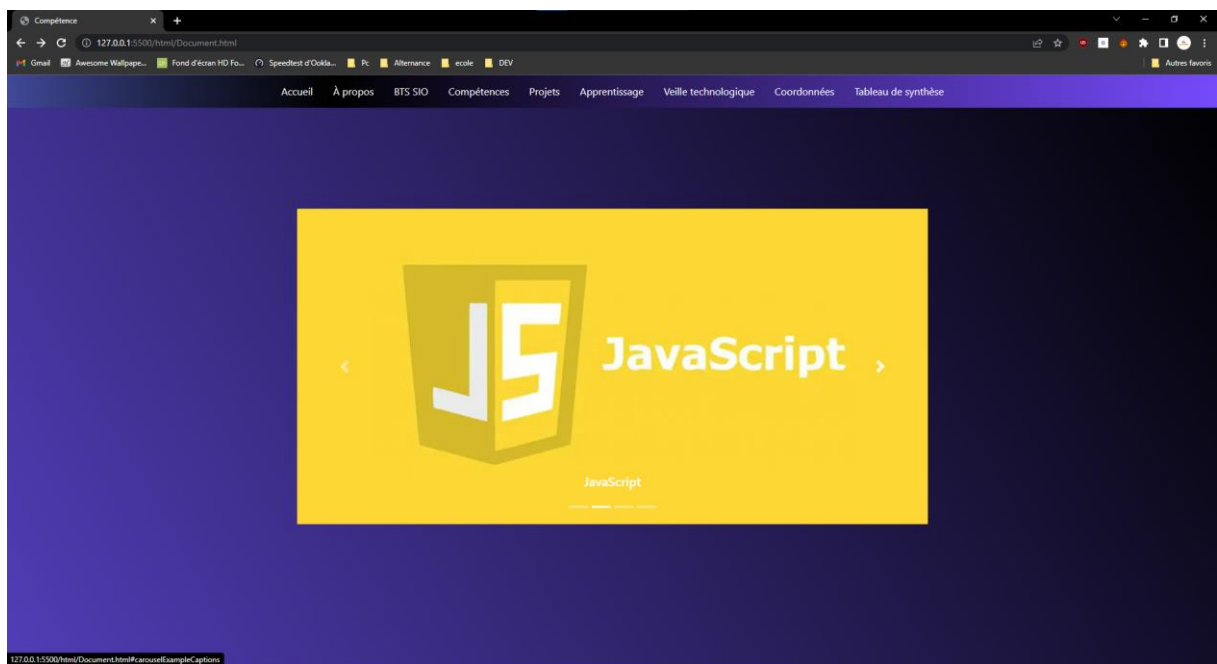 Compétence
127.0.0.1:5500/html/Document.html
Gmail Awesome Wallpape... Fond d'écran HD Fo... Speedtest d'Ookla... Pc Alternance ecole DEV Autres favoris
Accueil À propos BTS SIO Compétences Projets Apprentissage Veille technologique Coordonnées Tableau de synthèse
JS JavaScript
JavaScript
127.0.0.1:5500/html/Document.html#carouselExampleCaptions